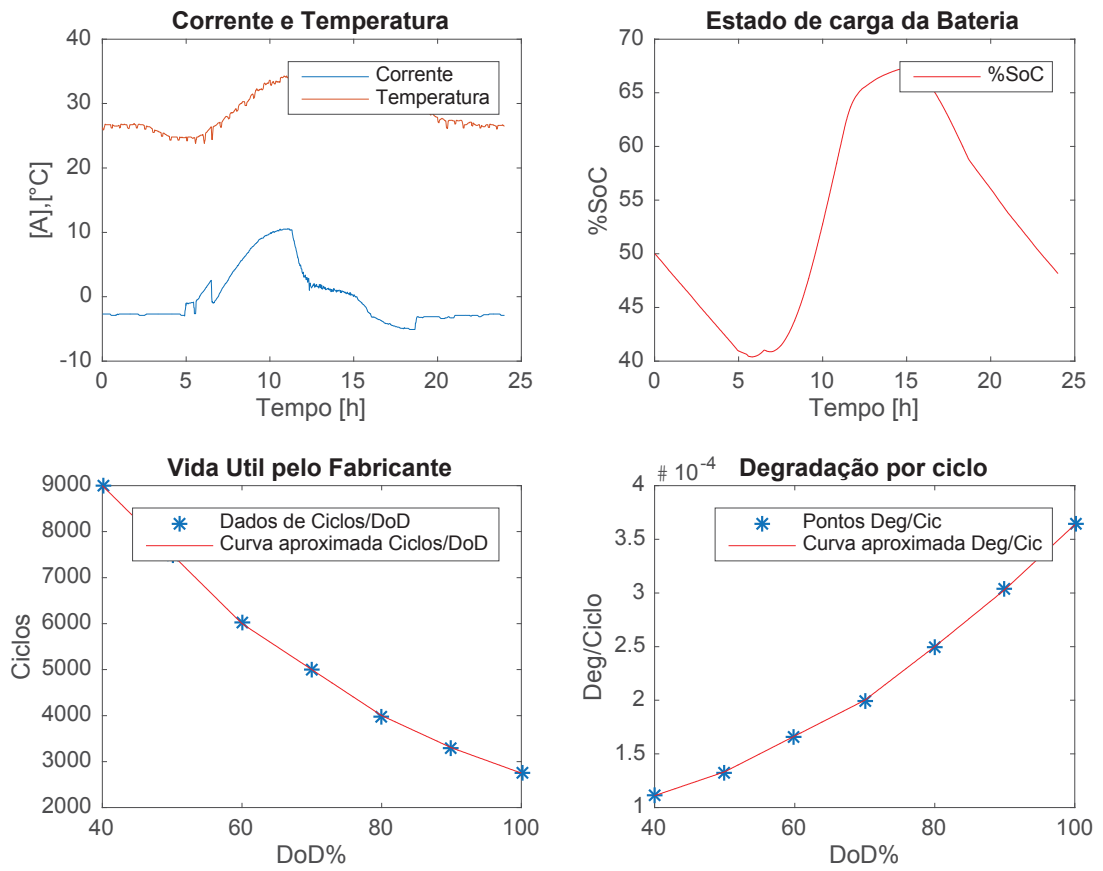 Corrente e Temperatura
40
30
20
10
0
-10
[A],[°C]
Corrente
Temperatura
0 5 10 15 20 25
Tempo [h]
Estado de carga da Bateria
70
65
60
55
50
45
40
%SoC
%SoC
0 5 10 15 20 25
Tempo [h]
Vida Util pelo Fabricante
9000
8000
7000
6000
5000
4000
3000
2000
Ciclos
Dados de Ciclos/DoD
Curva aproximada Ciclos/DoD
40 60 80 100
DoD%
# 10-4 Degradação por ciclo
4
3.5
3
2.5
2
1.5
1
Deg/Ciclo
Pontos Deg/Cic
Curva aproximada Deg/Cic
40 60 80 100
DoD%